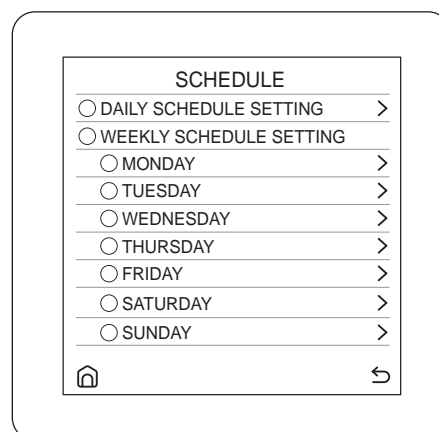 SCHEDULE
DAILY SCHEDULE SETTING
WEEKLY SCHEDULE SETTING
MONDAY
TUESDAY
WEDNESDAY
THURSDAY
FRIDAY
SATURDAY
SUNDAY